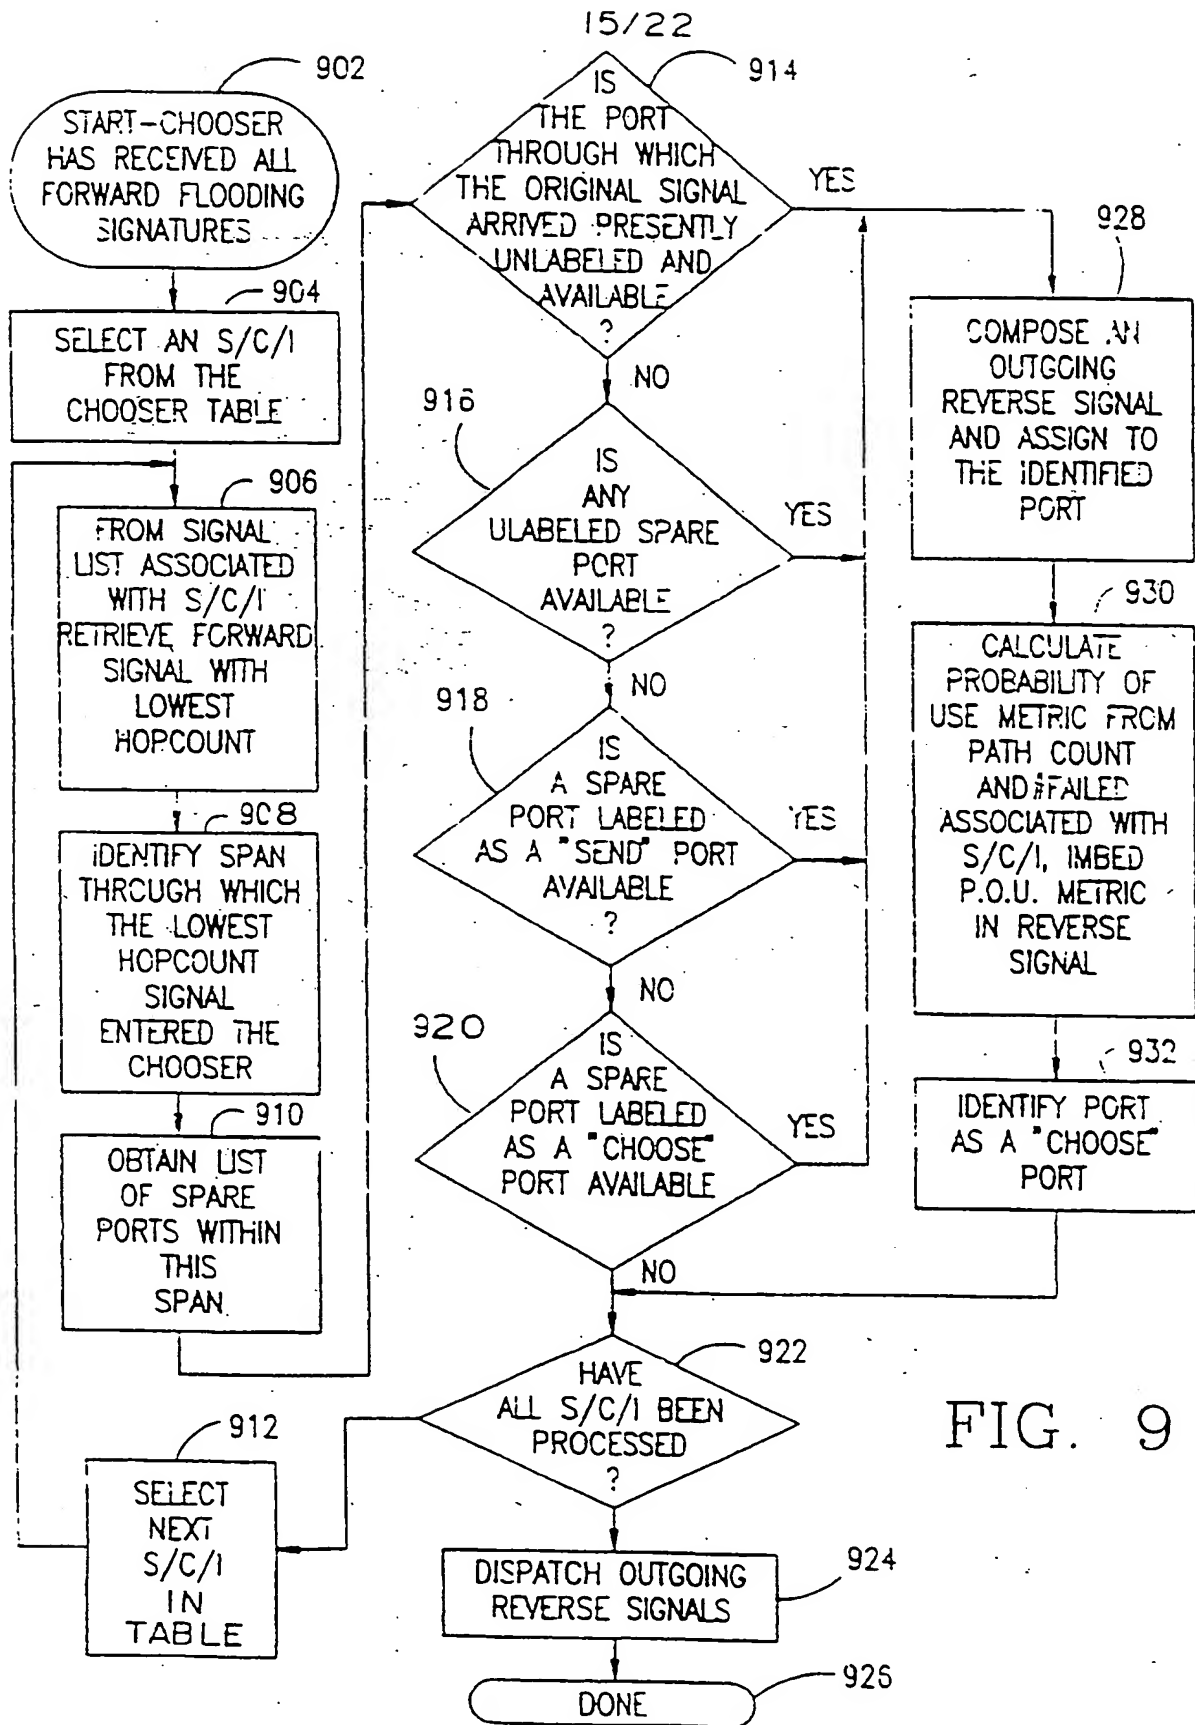 15/22
902
START-CHOOSER
HAS RECEIVED ALL
FORWARD FLOODING
SIGNATURES
904
SELECT AN S/C/I
FROM THE
CHOOSER TABLE
906
FROM SIGNAL
LIST ASSOCIATED
WITH S/C/I
RETRIEVE FORWARD
SIGNAL WITH
LOWEST
HOPCOUNT
908
IDENTIFY SPAN
THROUGH WHICH
THE LOWEST
HOPCOUNT
SIGNAL
ENTERED THE
CHOOSER
910
OBTAIN LIST
OF SPARE
PORTS WITHIN
THIS
SPAN
912
SELECT
NEXT
S/C/I
IN
TABLE
914
IS
THE PORT
THROUGH WHICH
THE ORIGINAL SIGNAL
ARRIVED PRESENTLY
UNLABELED AND
AVAILABLE
?
YES
NO
916
IS
ANY
ULABELED SPARE
PORT
AVAILABLE
?
YES
NO
918
IS
A SPARE
PORT LABELED
AS A "SEND" PORT
AVAILABLE
?
YES
NO
920
IS
A SPARE
PORT LABELED
AS A "CHOOSE"
PORT AVAILABLE
YES
NO
922
HAVE
ALL S/C/I BEEN
PROCESSED
?
924
DISPATCH OUTGOING
REVERSE SIGNALS
926
DONE
928
COMPOSE AN
OUTGOING
REVERSE SIGNAL
AND ASSIGN TO
THE IDENTIFIED
PORT
930
CALCULATE
PROBABILITY OF
USE METRIC FROM
PATH COUNT
AND #FAILED
ASSOCIATED WITH
S/C/I, IMBED
P.O.U. METRIC
IN REVERSE
SIGNAL
932
IDENTIFY PORT
AS A "CHOOSE"
PORT
FIG. 9